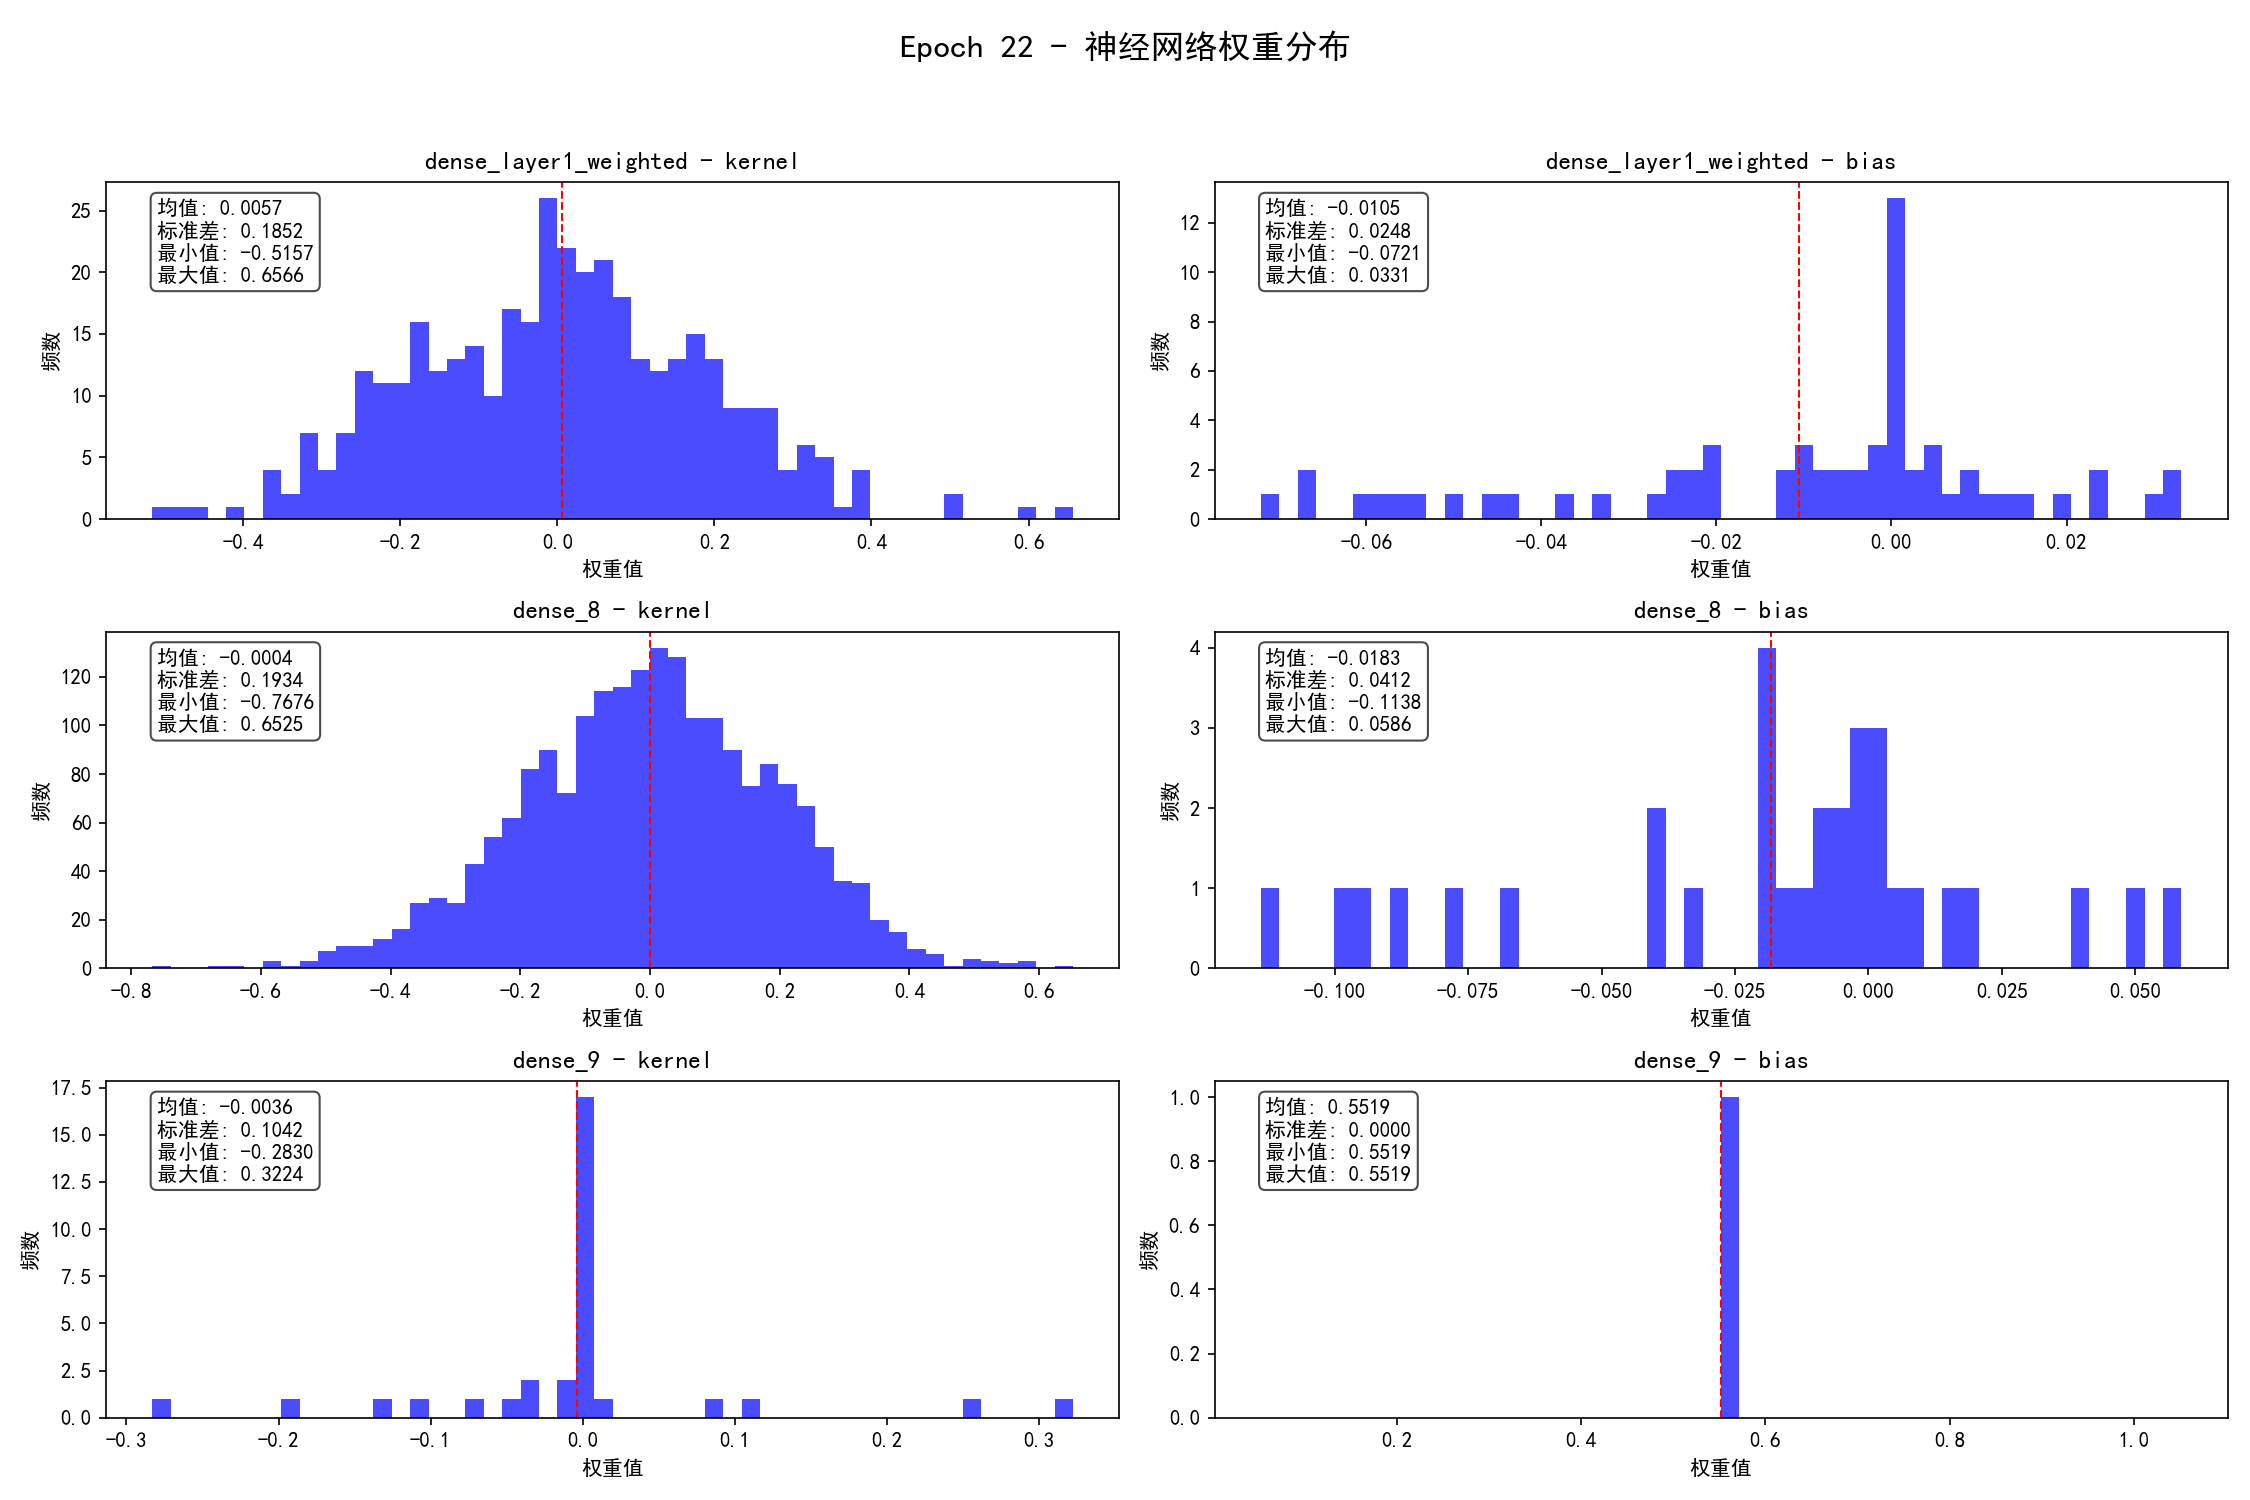 Epoch 22 - 神经网络权重分布
dense_layer1_weighted - kernel
均值: 0.0057
标准差: 0.1852
最小值: -0.5157
最大值: 0.6566
频数
25
20
15
10
5
0
-0.4 -0.2 0.0 0.2 0.4 0.6
权重值
dense_layer1_weighted - bias
均值: -0.0105
标准差: 0.0248
最小值: -0.0721
最大值: 0.0331
频数
12
10
8
6
4
2
0
-0.06 -0.04 -0.02 0.00 0.02
权重值
dense_8 - kernel
均值: -0.0004
标准差: 0.1934
最小值: -0.7676
最大值: 0.6525
频数
120
100
80
60
40
20
0
-0.8 -0.6 -0.4 -0.2 0.0 0.2 0.4 0.6
权重值
dense_8 - bias
均值: -0.0183
标准差: 0.0412
最小值: -0.1138
最大值: 0.0586
频数
4
3
2
1
0
-0.100 -0.075 -0.050 -0.025 0.000 0.025 0.050
权重值
dense_9 - kernel
均值: -0.0036
标准差: 0.1042
最小值: -0.2830
最大值: 0.3224
频数
17.5
15.0
12.5
10.0
7.5
5.0
2.5
0.0
-0.3 -0.2 -0.1 0.0 0.1 0.2 0.3
权重值
dense_9 - bias
均值: 0.5519
标准差: 0.0000
最小值: 0.5519
最大值: 0.5519
频数
1.0
0.8
0.6
0.4
0.2
0.0
0.2 0.4 0.6 0.8 1.0
权重值